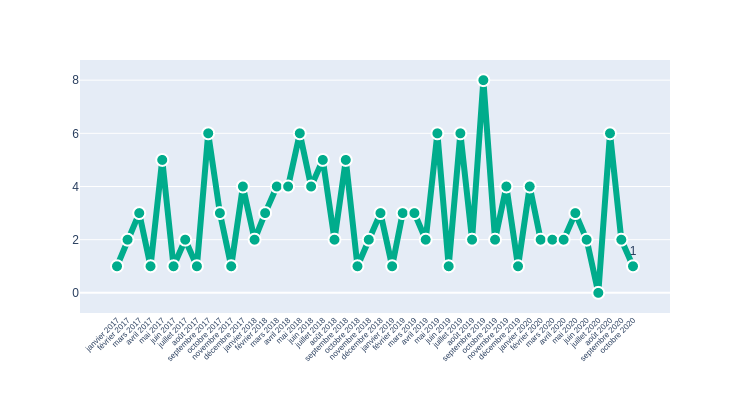 8
6
4
2
0
1
janvier 2017
février 2017
mars 2017
avril 2017
mai 2017
juin 2017
juillet 2017
août 2017
septembre 2017
octobre 2017
novembre 2017
décembre 2017
janvier 2018
février 2018
mars 2018
avril 2018
mai 2018
juin 2018
juillet 2018
août 2018
septembre 2018
octobre 2018
novembre 2018
décembre 2018
janvier 2019
février 2019
mars 2019
avril 2019
mai 2019
juin 2019
juillet 2019
août 2019
septembre 2019
octobre 2019
novembre 2019
décembre 2019
janvier 2020
février 2020
mars 2020
avril 2020
mai 2020
juin 2020
juillet 2020
août 2020
septembre 2020
octobre 2020